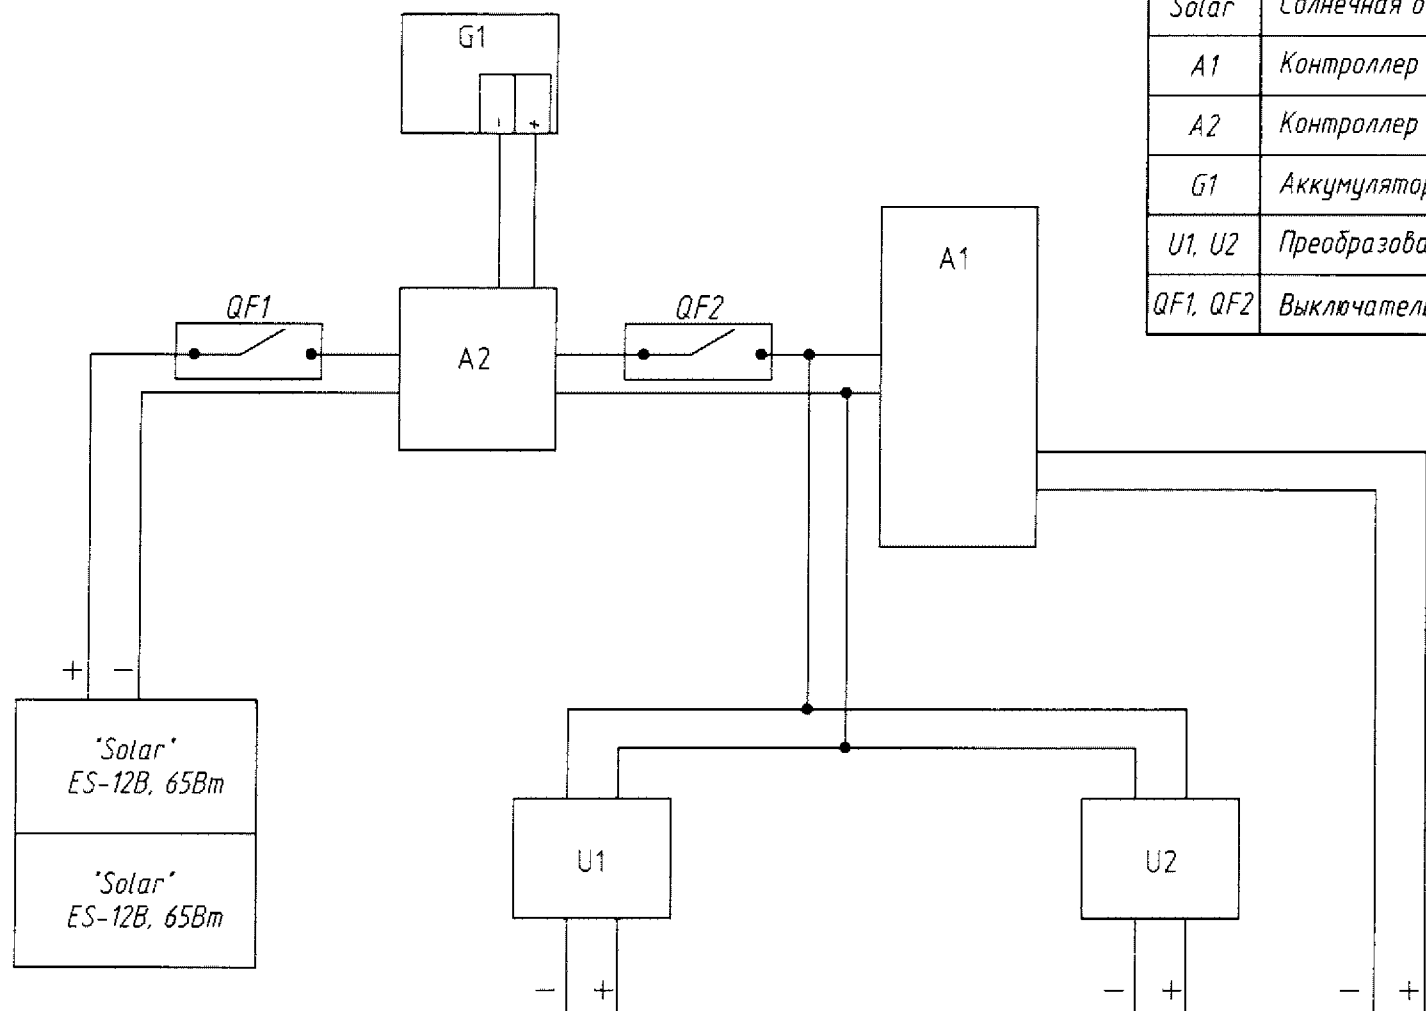 G1
- +
QF1
A2
QF2
A1
Solar
A1 Контроллер
A2 Контроллер
G1
U1, U2
QF1, QF2
+ -
"Solar"
ES-12В, 65Вт
"Solar"
ES-12В, 65Вт
U1
U2
- +
- +
- +